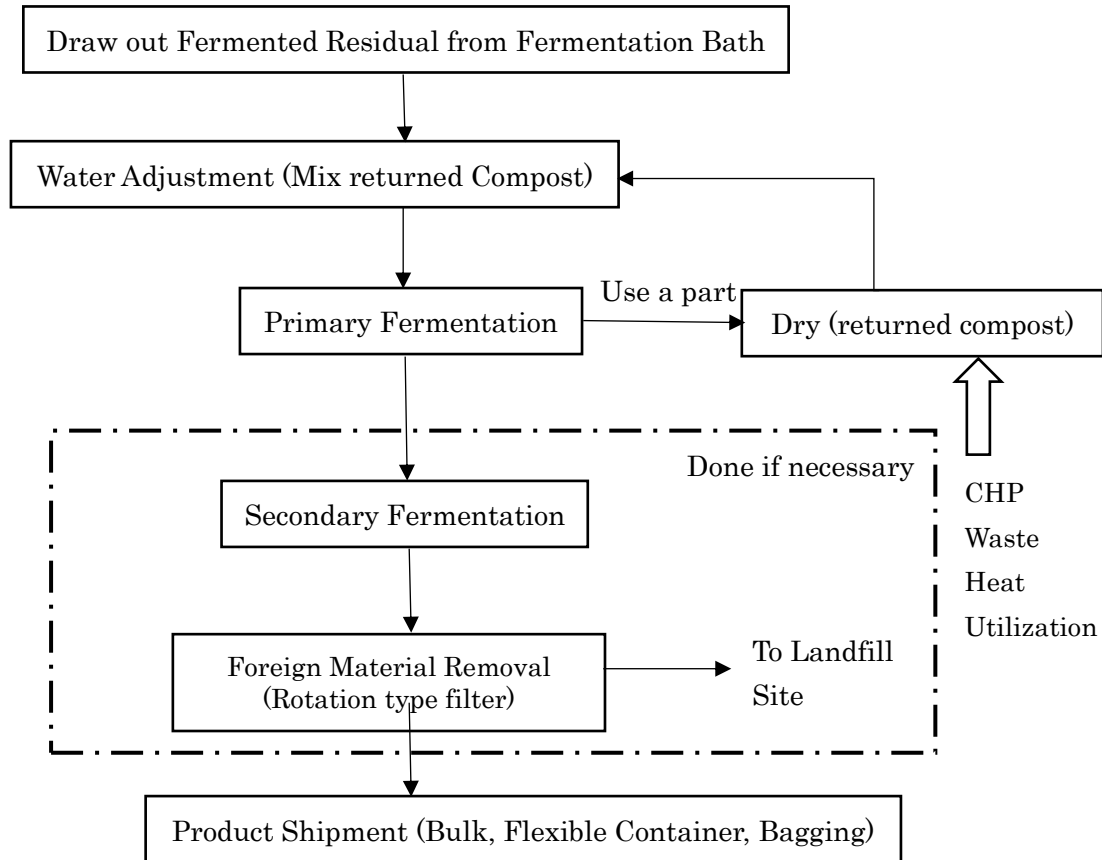 Draw out Fermented Residual from Fermentation Bath
Water Adjustment (Mix returned Compost)
Use a part
Primary Fermentation
Dry (returned compost)
Done if necessary
CHP
Waste
Heat
Utilization
Secondary Fermentation
Foreign Material Removal
(Rotation type filter)
To Landfill
Site
Product Shipment (Bulk, Flexible Container, Bagging)